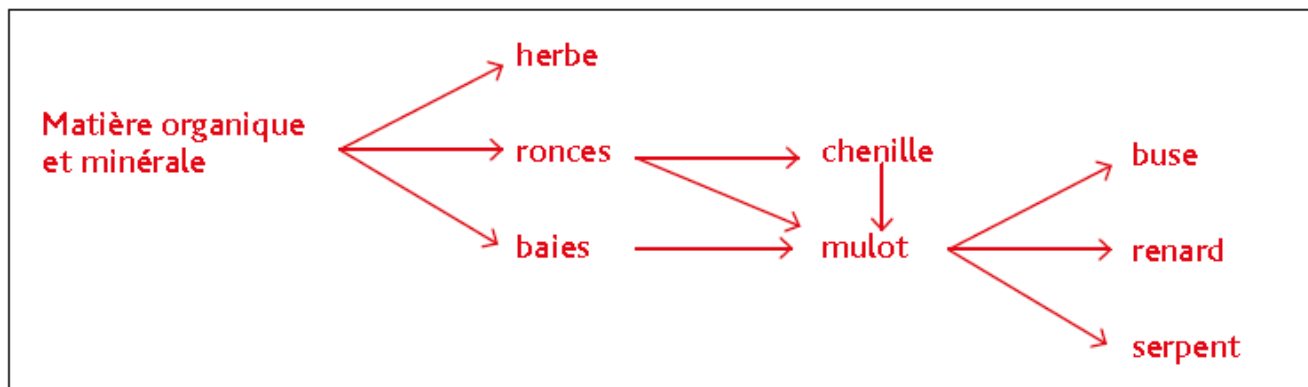 herbe
Matière organique
et minérale
ronces
chenille
buse
baies
mulot
renard
serpent